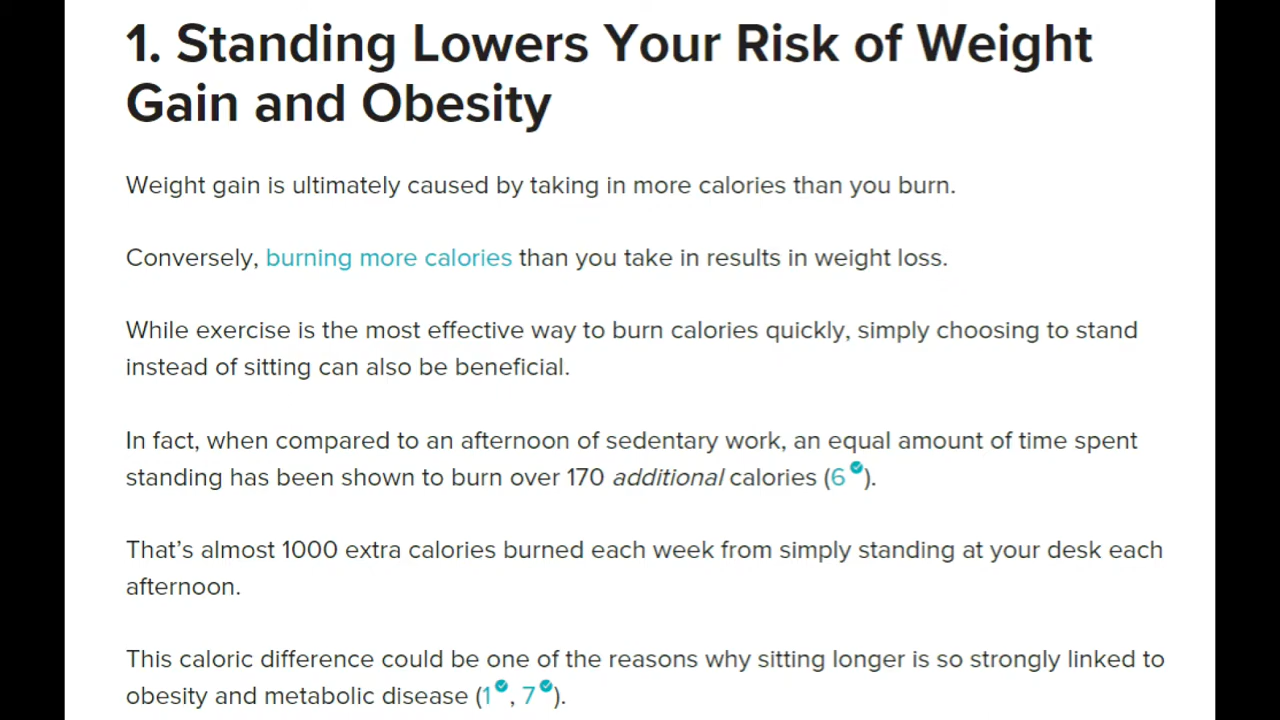 1. Standing Lowers Your Risk of Weight
Gain and Obesity
Weight gain is ultimately caused by taking in more calories than you burn.
Conversely, burning more calories than you take in results in weight loss.
While exercise is the most effective way to burn calories quickly, simply choosing to stand
instead of sitting can also be beneficial.
In fact, when compared to an afternoon of sedentary work, an equal amount of time spent
standing has been shown to burn over 170 additional calories (6).
That’s almost 1000 extra calories burned each week from simply standing at your desk each
afternoon.
This caloric difference could be one of the reasons why sitting longer is so strongly linked to
obesity and metabolic disease (1, 7).